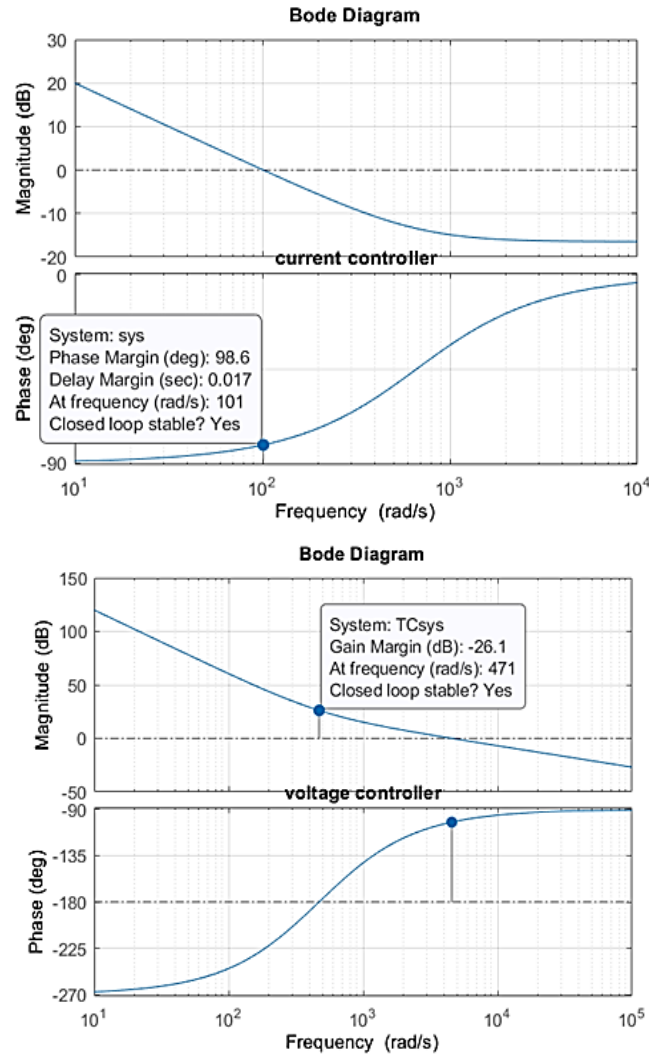 Bode Diagram
30
20
10
0
-10
-20
Magnitude (dB)
current controller
0
-90
Phase (deg)
System: sys
Phase Margin (deg): 98.6
Delay Margin (sec): 0.017
At frequency (rad/s): 101
Closed loop stable? Yes
10^1
10^2
10^3
10^4
Frequency (rad/s)
Bode Diagram
150
100
50
0
-50
Magnitude (dB)
System: TCsys
Gain Margin (dB): -26.1
At frequency (rad/s): 471
Closed loop stable? Yes
voltage controller
-90
-135
-180
-225
-270
Phase (deg)
10^1
10^2
10^3
10^4
10^5
Frequency (rad/s)